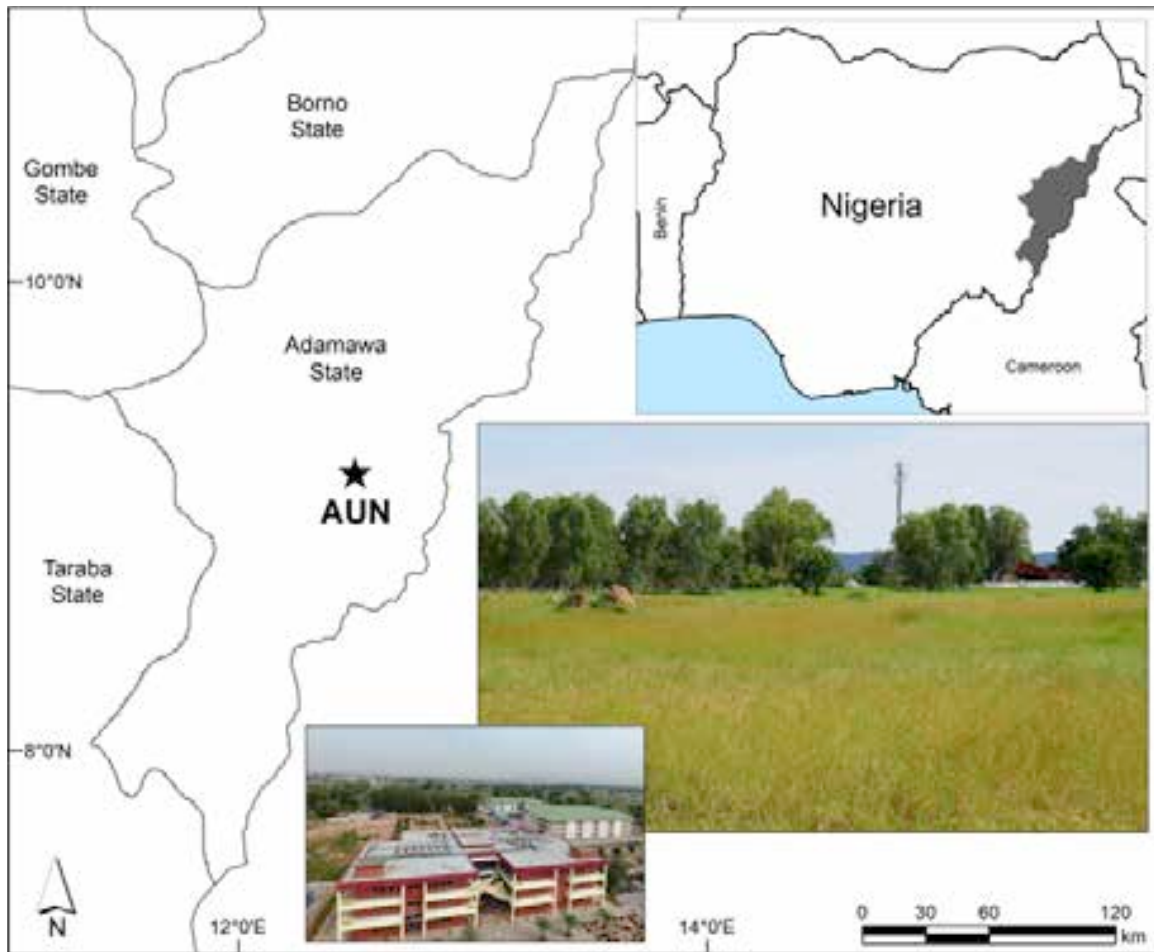 Borno
State
Gombe
State
Nigeria
Benin
10°0'N
Adamawa
State
Cameroon
AUN
Taraba
State
8°0'N
N
12°0'E
14°0'E
0 30 60 120
km